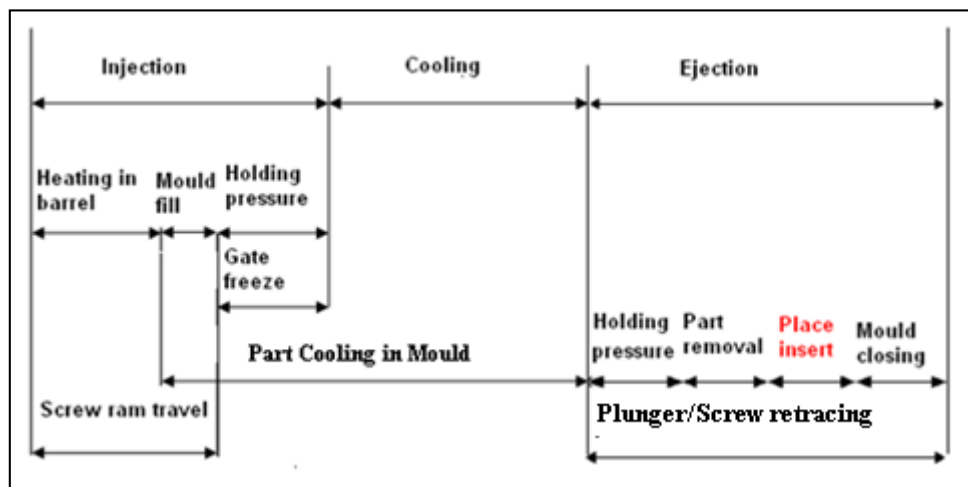 Injection
Cooling
Ejection
Heating in
barrel
Mould
fill
Holding
pressure
Gate
freeze
Part Cooling in Mould
Holding
pressure
Part
removal
Place
insert
Mould
closing
Screw ram travel
Plunger/Screw retracing